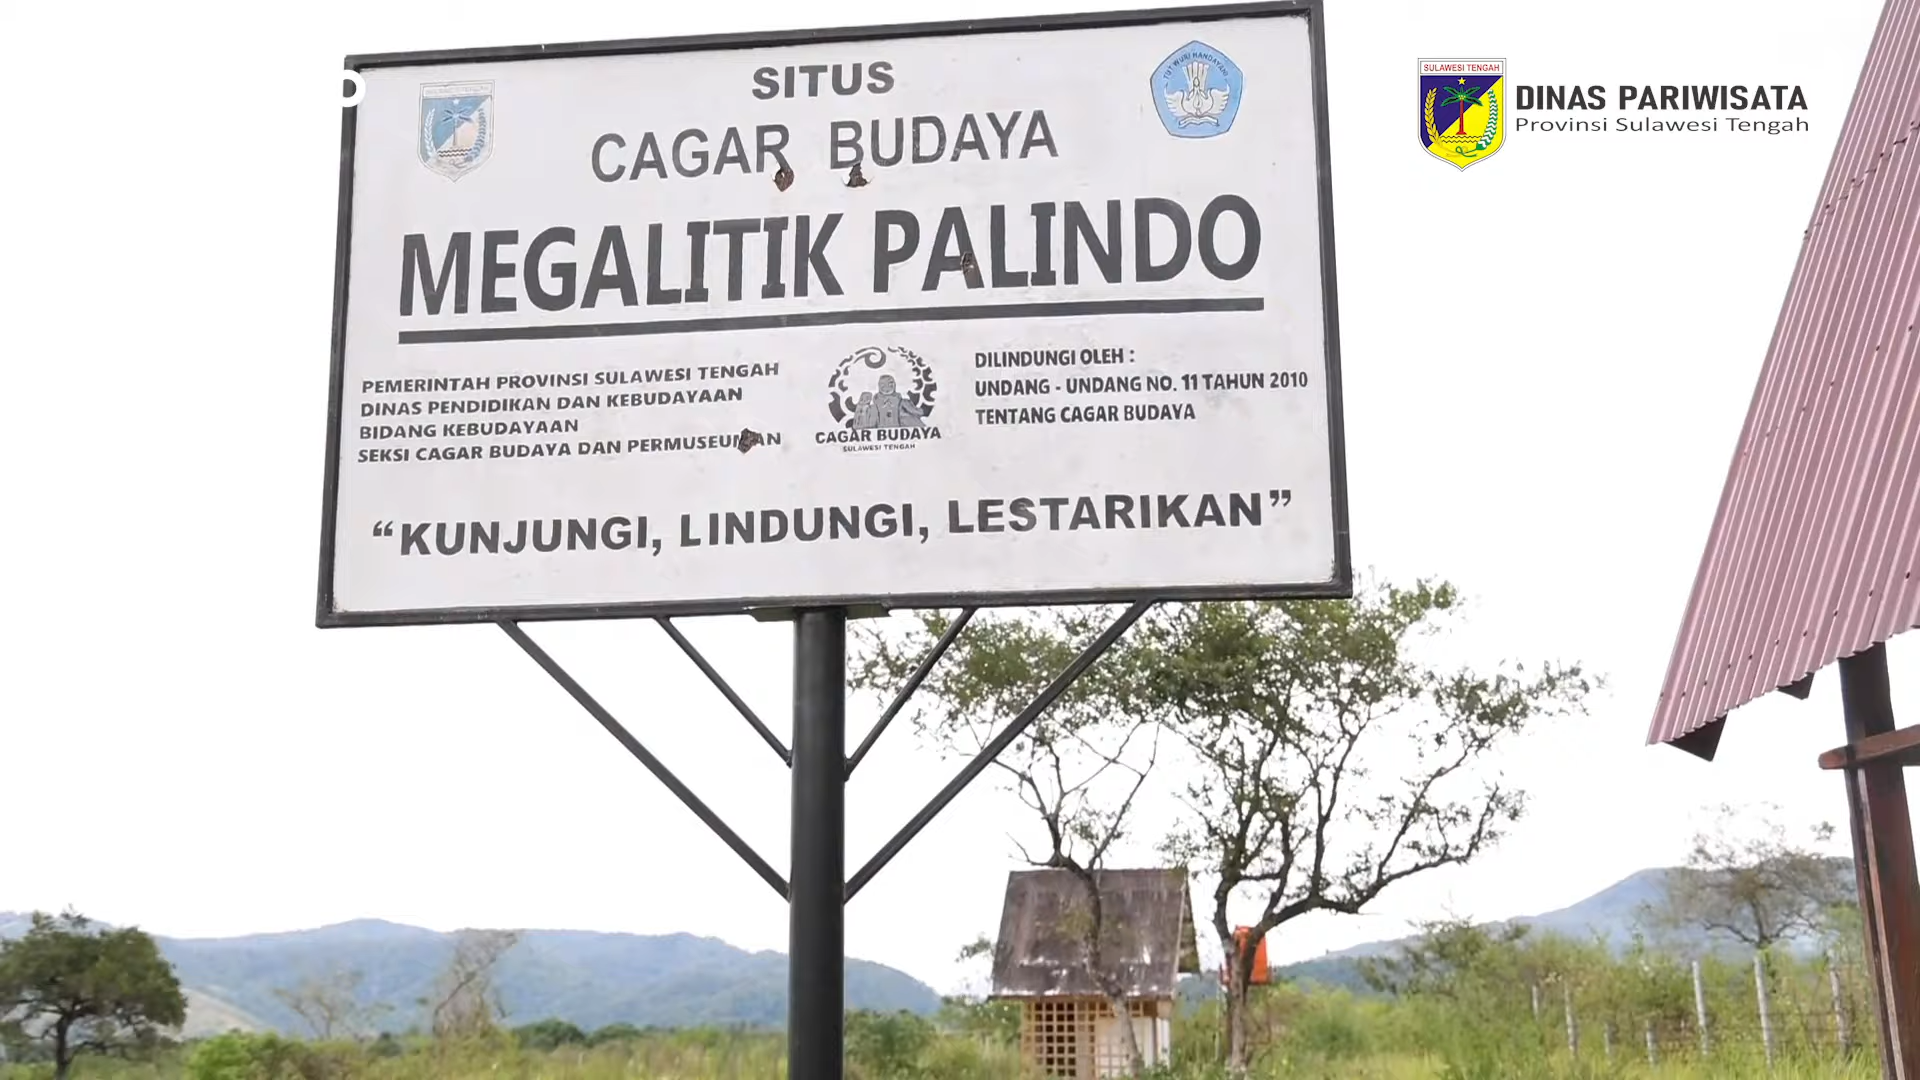 SITUS
CAGAR BUDAYA
MEGALITIK PALINDO
PEMERINTAH PROVINSI SULAWESI TENGAH
DINAS PENDIDIKAN DAN KEBUDAYAAN
BIDANG KEBUDAYAAN
SEKSI CAGAR BUDAYA DAN PERMUSEUMAN
CAGAR BUDAYA
SULAWESI TENGAH
DILINDUNGI OLEH :
UNDANG - UNDANG NO. 11 TAHUN 2010
TENTANG CAGAR BUDAYA
“KUNJUNGI, LINDUNGI, LESTARIKAN”
SULAWESI TENGAH
TUT WURI HANDAYANI
SULAWESI TENGAH
DINAS PARIWISATA
Provinsi Sulawesi Tengah